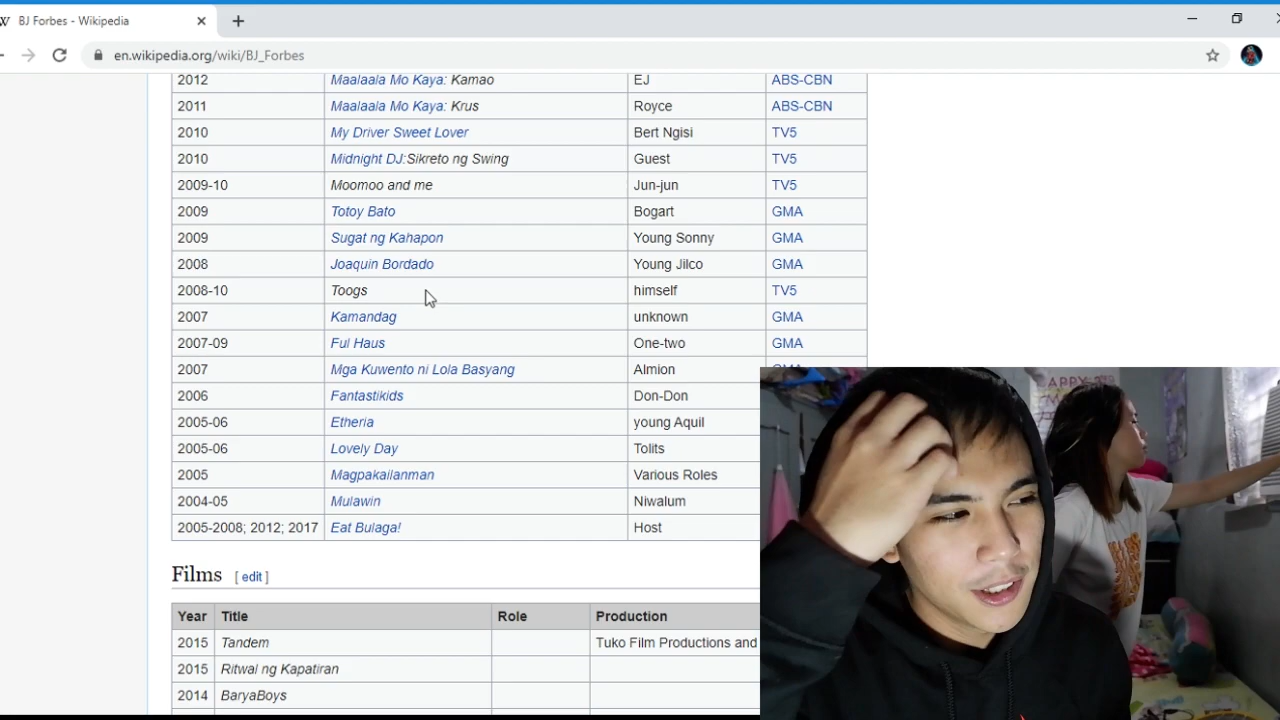 BJ Forbes - Wikipedia
en.wikipedia.org/wiki/BJ_Forbes
2012 Maalaala Mo Kaya: Kamao EJ ABS-CBN
2011 Maalaala Mo Kaya: Krus Royce ABS-CBN
2010 My Driver Sweet Lover Bert Ngisi TV5
2010 Midnight DJ:Sikreto ng Swing Guest TV5
2009-10 Moomoo and me Jun-jun TV5
2009 Totoy Bato Bogart GMA
2009 Sugat ng Kahapon Young Sonny GMA
2008 Joaquin Bordado Young Jilco GMA
2008-10 Toogs himself TV5
2007 Kamandag unknown GMA
2007-09 Ful Haus One-two GMA
2007 Mga Kuwento ni Lola Basyang Almion
2006 Fantastikids Don-Don
2005-06 Etheria young Aquil
2005-06 Lovely Day Tolits
2005 Magpakailanman Various Roles
2004-05 Mulawin Niwalum
2005-2008; 2012; 2017 Eat Bulaga! Host
Films [ edit ]
Year Title Role Production
2015 Tandem Tuko Film Productions and
2015 Ritwal ng Kapatiran
2014 BaryaBoys